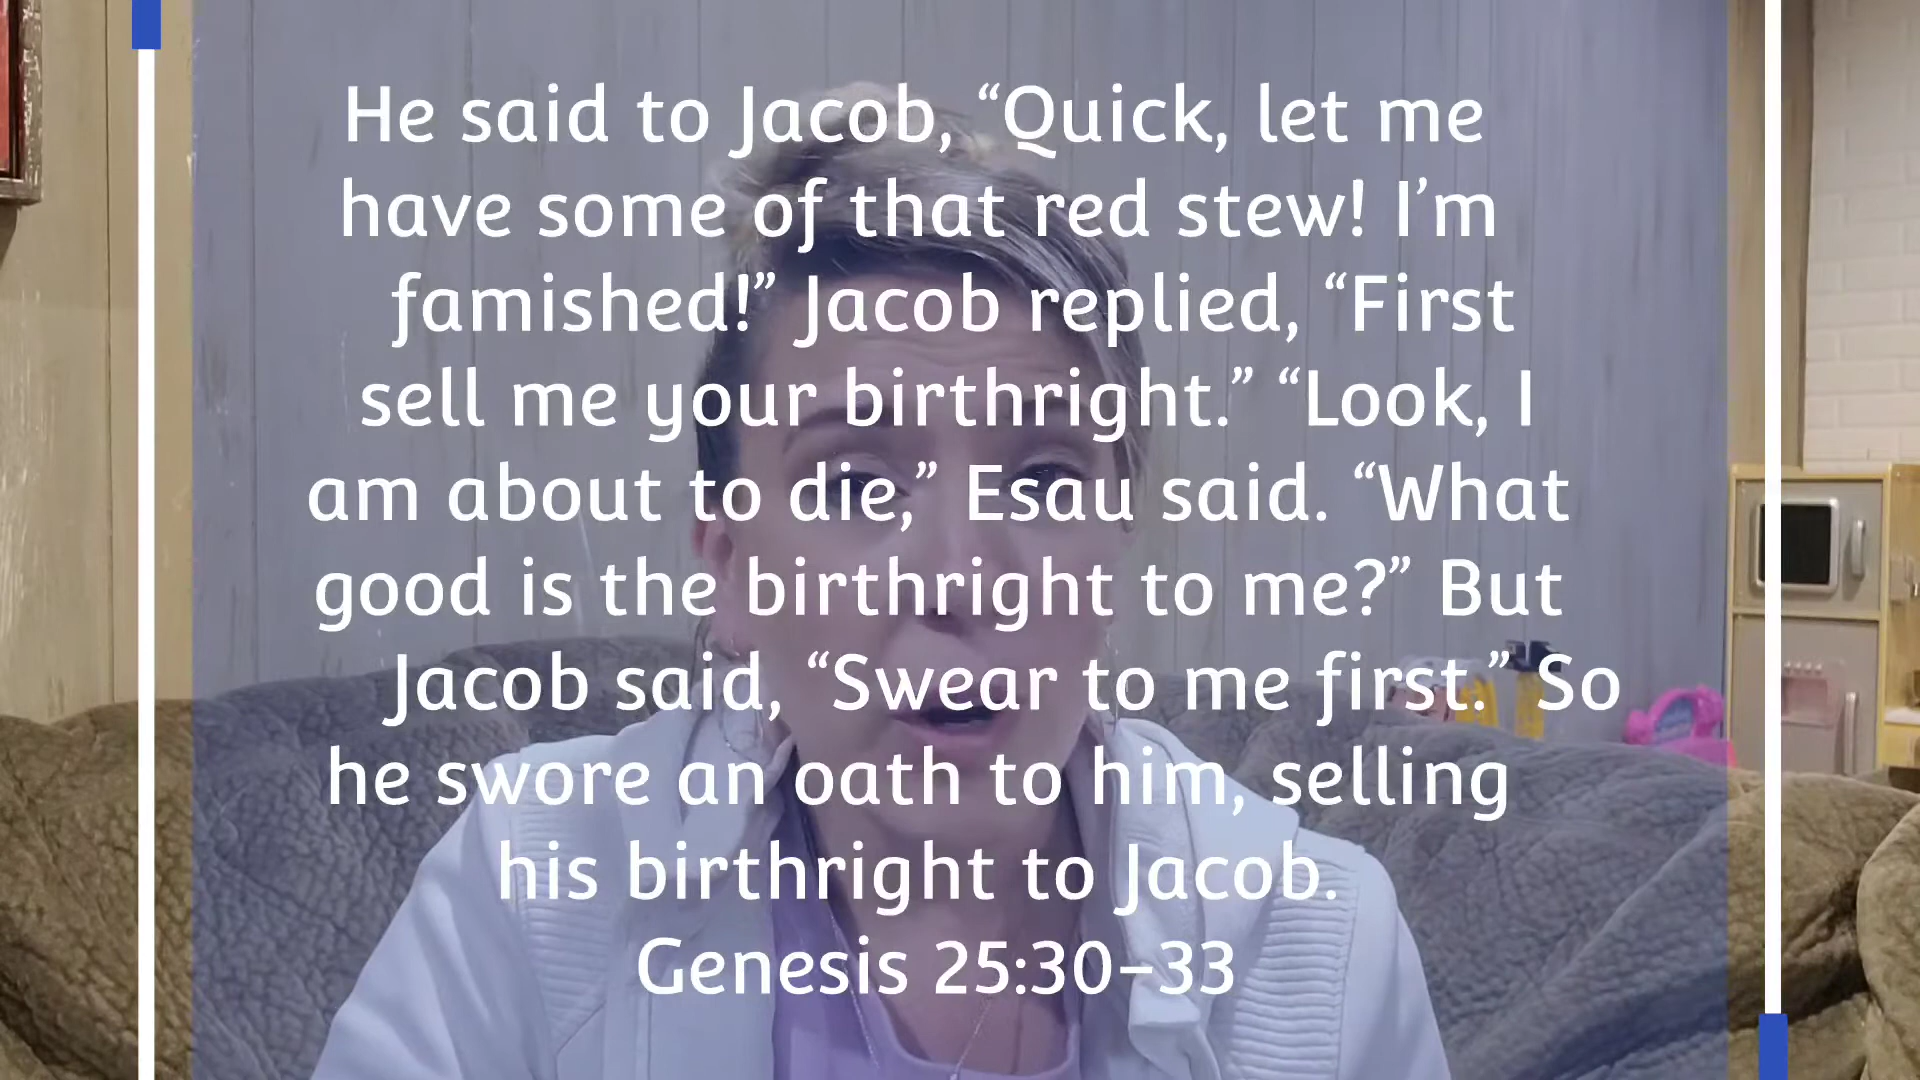 He said to Jacob, “Quick, let me
have some of that red stew! I’m
famished!” Jacob replied, “First
sell me your birthright.” “Look, I
am about to die,” Esau said. “What
good is the birthright to me?” But
Jacob said, “Swear to me first.” So
he swore an oath to him, selling
his birthright to Jacob.
Genesis 25:30–33